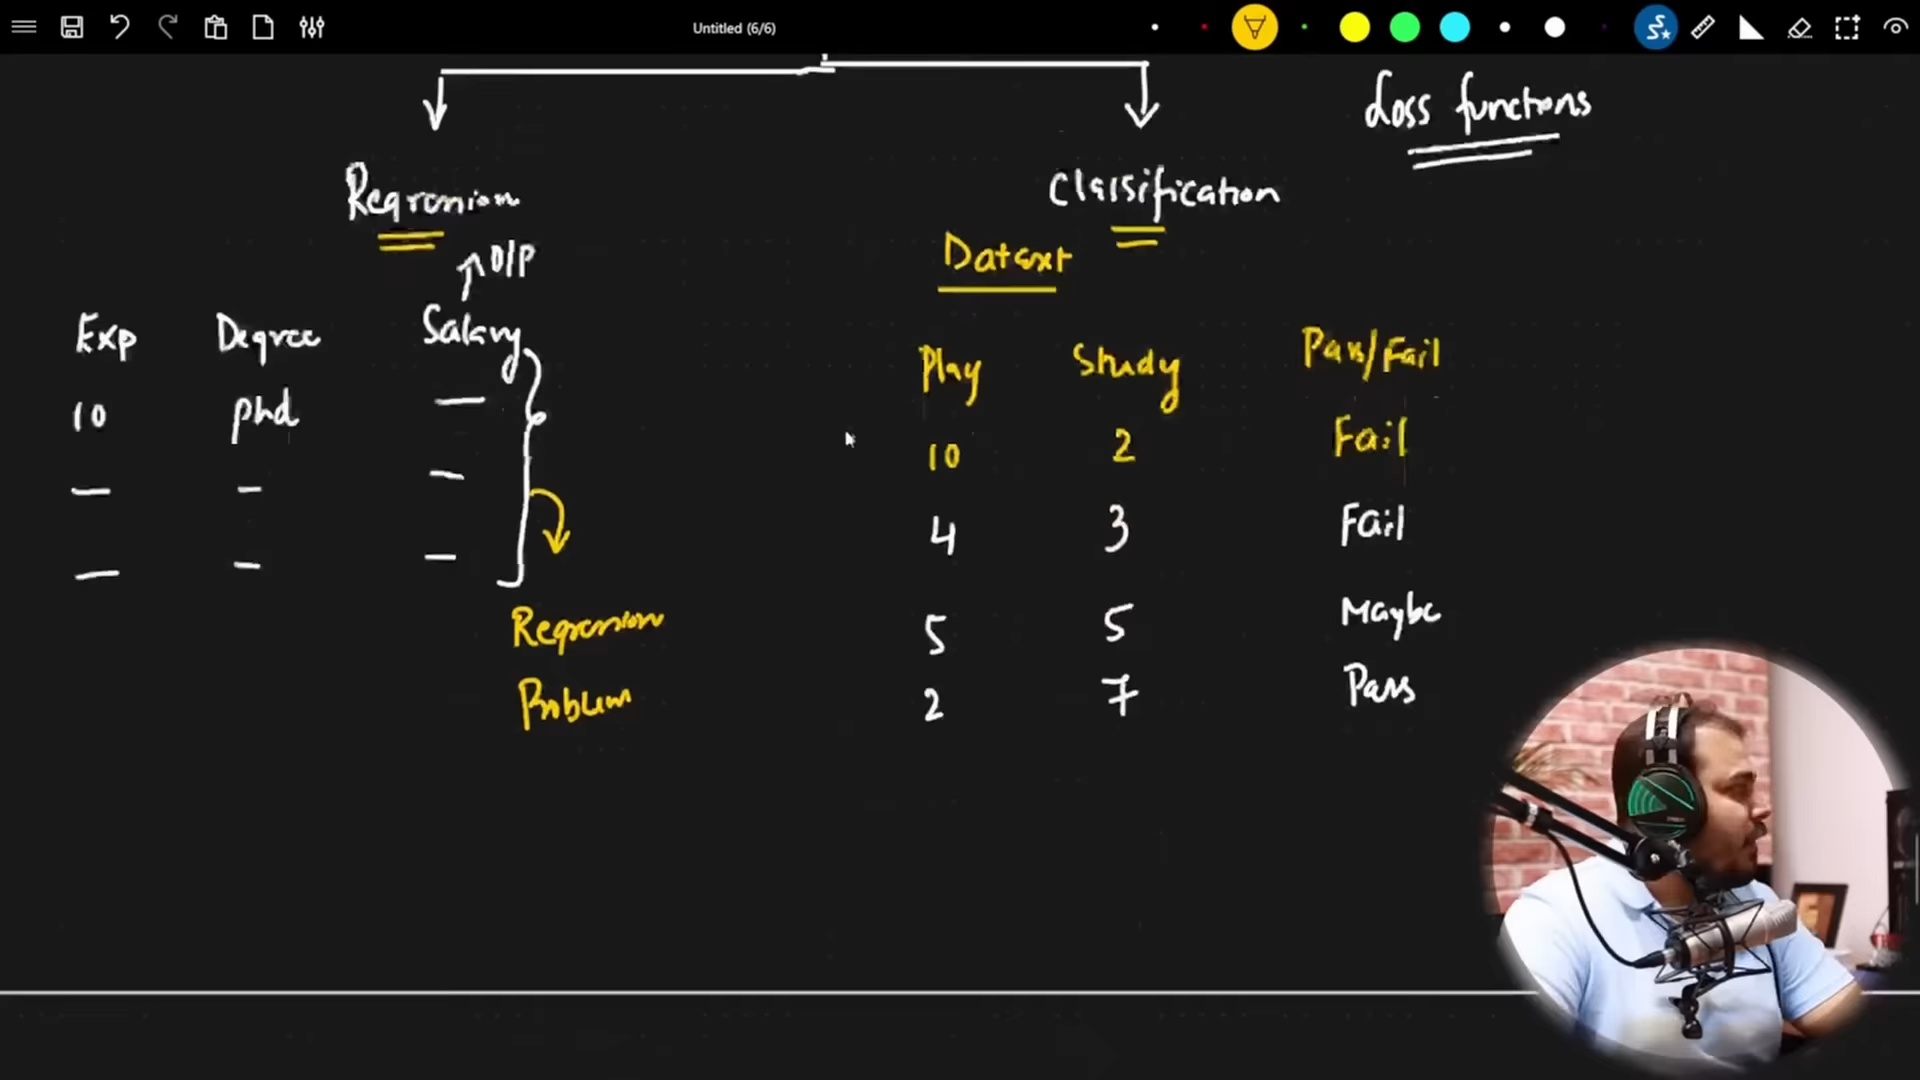 Untitled (6/6)
Loss functions
Regression
Classification
O/P
Dataset
Exp Degree Salary
Play Study Pass/Fail
10 phd —
10 2 Fail
— — —
4 3 Fail
— — —
Regression
5 5 Maybe
Problem
2 7 Pass